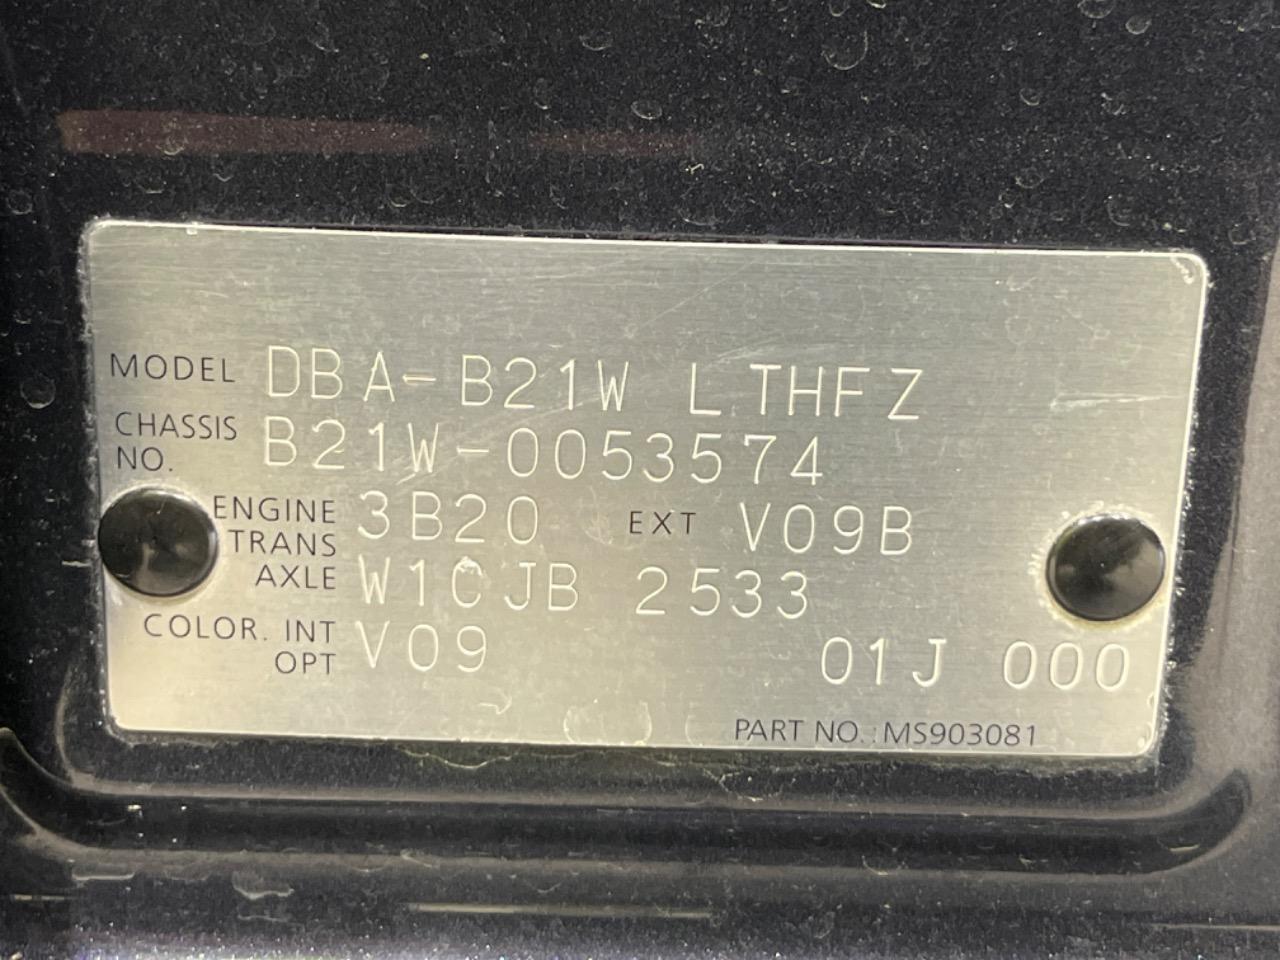 MODEL DBA-B21W LTHFZ
CHASSIS NO. B21W-0053574
ENGINE 3B20 EXT V09B
TRANS AXLE W1CJB 2533
COLOR. INT OPT V09 01J 000
PART NO.: MS903081